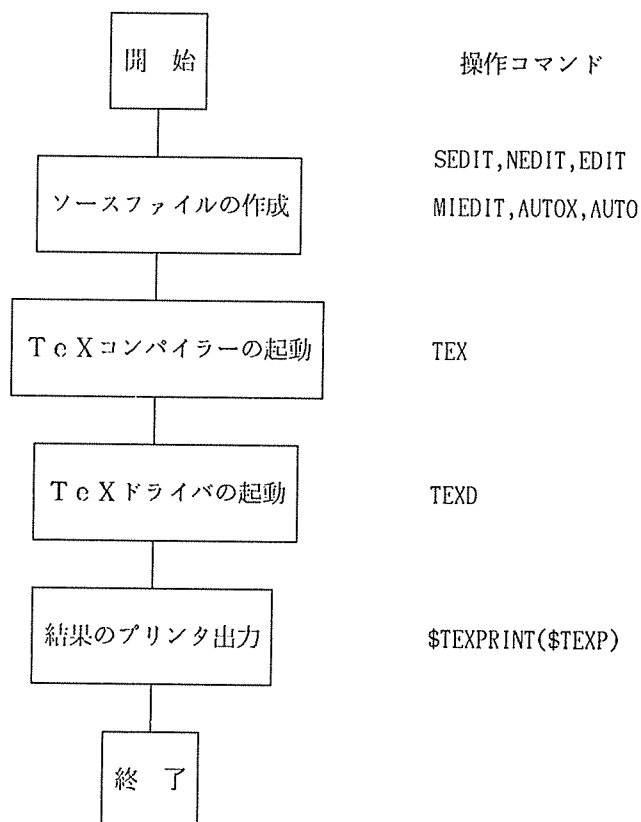 開　始
操作コマンド
SEDIT,NEDIT,EDIT
ソースファイルの作成
MIEDIT,AUTOX,AUTO
ＴｅＸコンパイラーの起動
TEX
ＴｅＸドライバの起動
TEXD
結果のプリンタ出力
$TEXPRINT($TEXP)
終　了